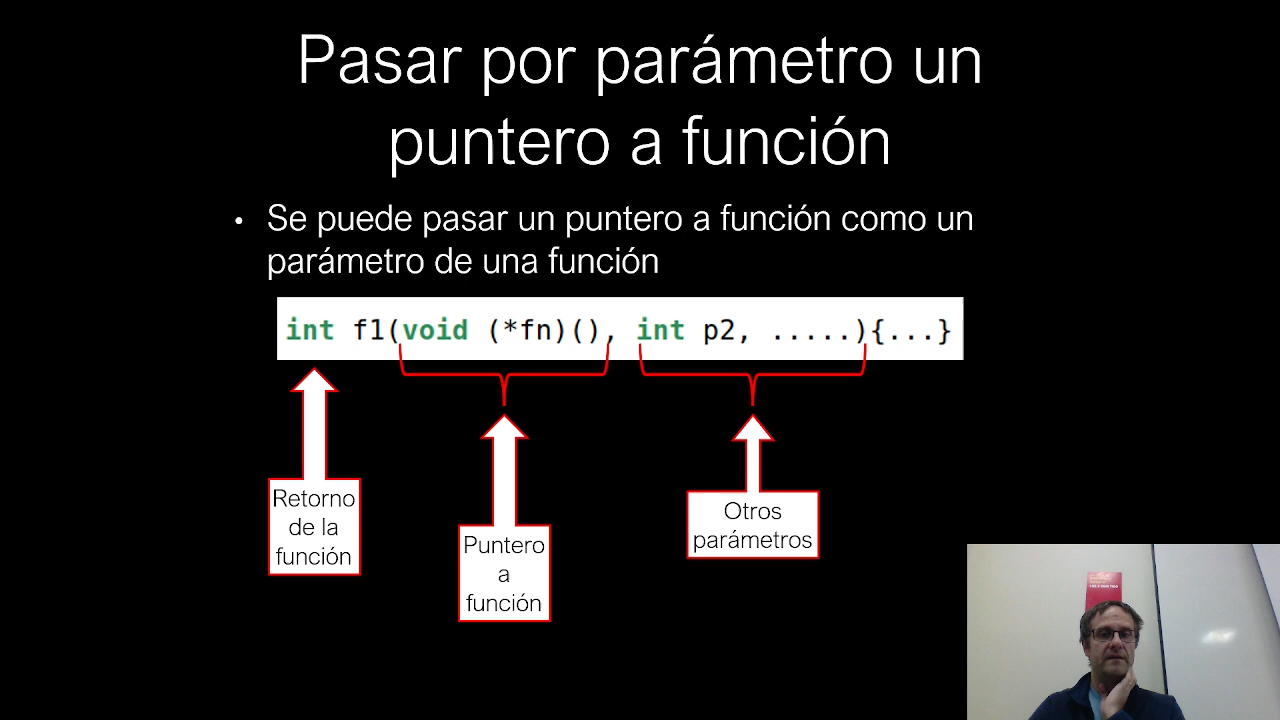 Pasar por parámetro un
puntero a función
• Se puede pasar un puntero a función como un
parámetro de una función
int f1(void (*fn)(), int p2, .....){...}
Retorno
de la
función
Puntero
a
función
Otros
parámetros